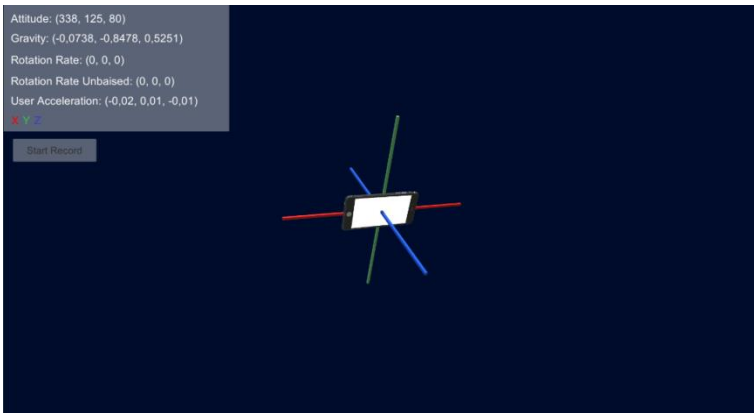 Attitude: (338, 125, 80)
Gravity: (-0,0738, -0,8478, 0,5251)
Rotation Rate: (0, 0, 0)
Rotation Rate Unbaised: (0, 0, 0)
User Acceleration: (-0,02, 0,01, -0,01)
X Y Z
Start Record